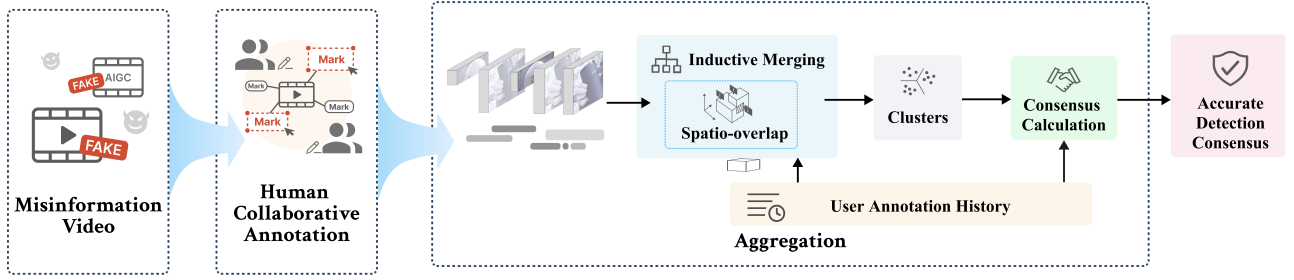 AIGC
FAKE
FAKE
Misinformation
Video
Mark
Mark
Mark
Mark
Human
Collaborative
Annotation
Inductive Merging
Spatio-overlap
Clusters
Consensus
Calculation
User Annotation History
Aggregation
Accurate
Detection
Consensus